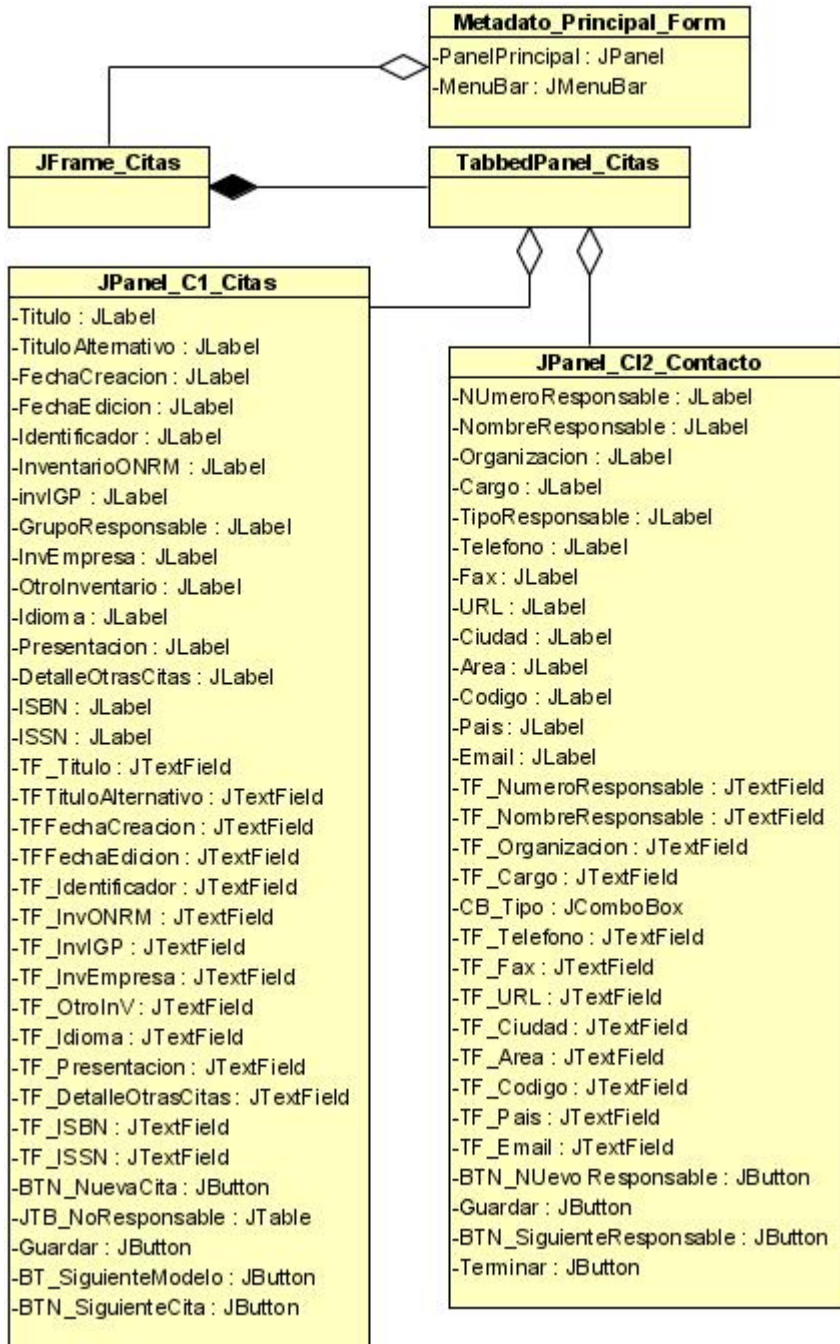 Metadato_Principal_Form
-PanelPrincipal : JPanel
-MenuBar : JMenuBar
JFrame_Citas
TabbedPanel_Citas
JPanel_C1_Citas
-Titulo : JLabel
-TituloAlternativo : JLabel
-FechaCreacion : JLabel
-FechaEdicion : JLabel
-Identificador : JLabel
-InventarioONRM : JLabel
-invIGP : JLabel
-GrupoResponsable : JLabel
-InvEmpresa : JLabel
-OtroInventario : JLabel
-Idioma : JLabel
-Presentacion : JLabel
-DetalleOtrasCitas : JLabel
-ISBN : JLabel
-ISSN : JLabel
-TF_Titulo : JTextField
-TFTituloAlternativo : JTextField
-TFFechaCreacion : JTextField
-TFFechaEdicion : JTextField
-TF_Identificador : JTextField
-TF_InvONRM : JTextField
-TF_InvIGP : JTextField
-TF_InvEmpresa : JTextField
-TF_OtroInV : JTextField
-TF_Idioma : JTextField
-TF_Presentacion : JTextField
-TF_DetalleOtrasCitas : JTextField
-TF_ISBN : JTextField
-TF_ISSN : JTextField
-BTN_NuevaCita : JButton
-JTB_NoResponsable : JTable
-Guardar : JButton
-BT_SiguienteModelo : JButton
-BTN_SiguienteCita : JButton
JPanel_CI2_Contacto
-NUmeroResponsable : JLabel
-NombreResponsable : JLabel
-Organizacion : JLabel
-Cargo : JLabel
-TipoResponsable : JLabel
-Telefono : JLabel
-Fax : JLabel
-URL : JLabel
-Ciudad : JLabel
-Area : JLabel
-Codigo : JLabel
-Pais : JLabel
-Email : JLabel
-TF_NumeroResponsable : JTextField
-TF_NombreResponsable : JTextField
-TF_Organizacion : JTextField
-TF_Cargo : JTextField
-CB_Tipo : JComboBox
-TF_Telefono : JTextField
-TF_Fax : JTextField
-TF_URL : JTextField
-TF_Ciudad : JTextField
-TF_Area : JTextField
-TF_Codigo : JTextField
-TF_Pais : JTextField
-TF_Email : JTextField
-BTN_NUevo Responsable : JButton
-Guardar : JButton
-BTN_SiguienteResponsable : JButton
-Terminar : JButton